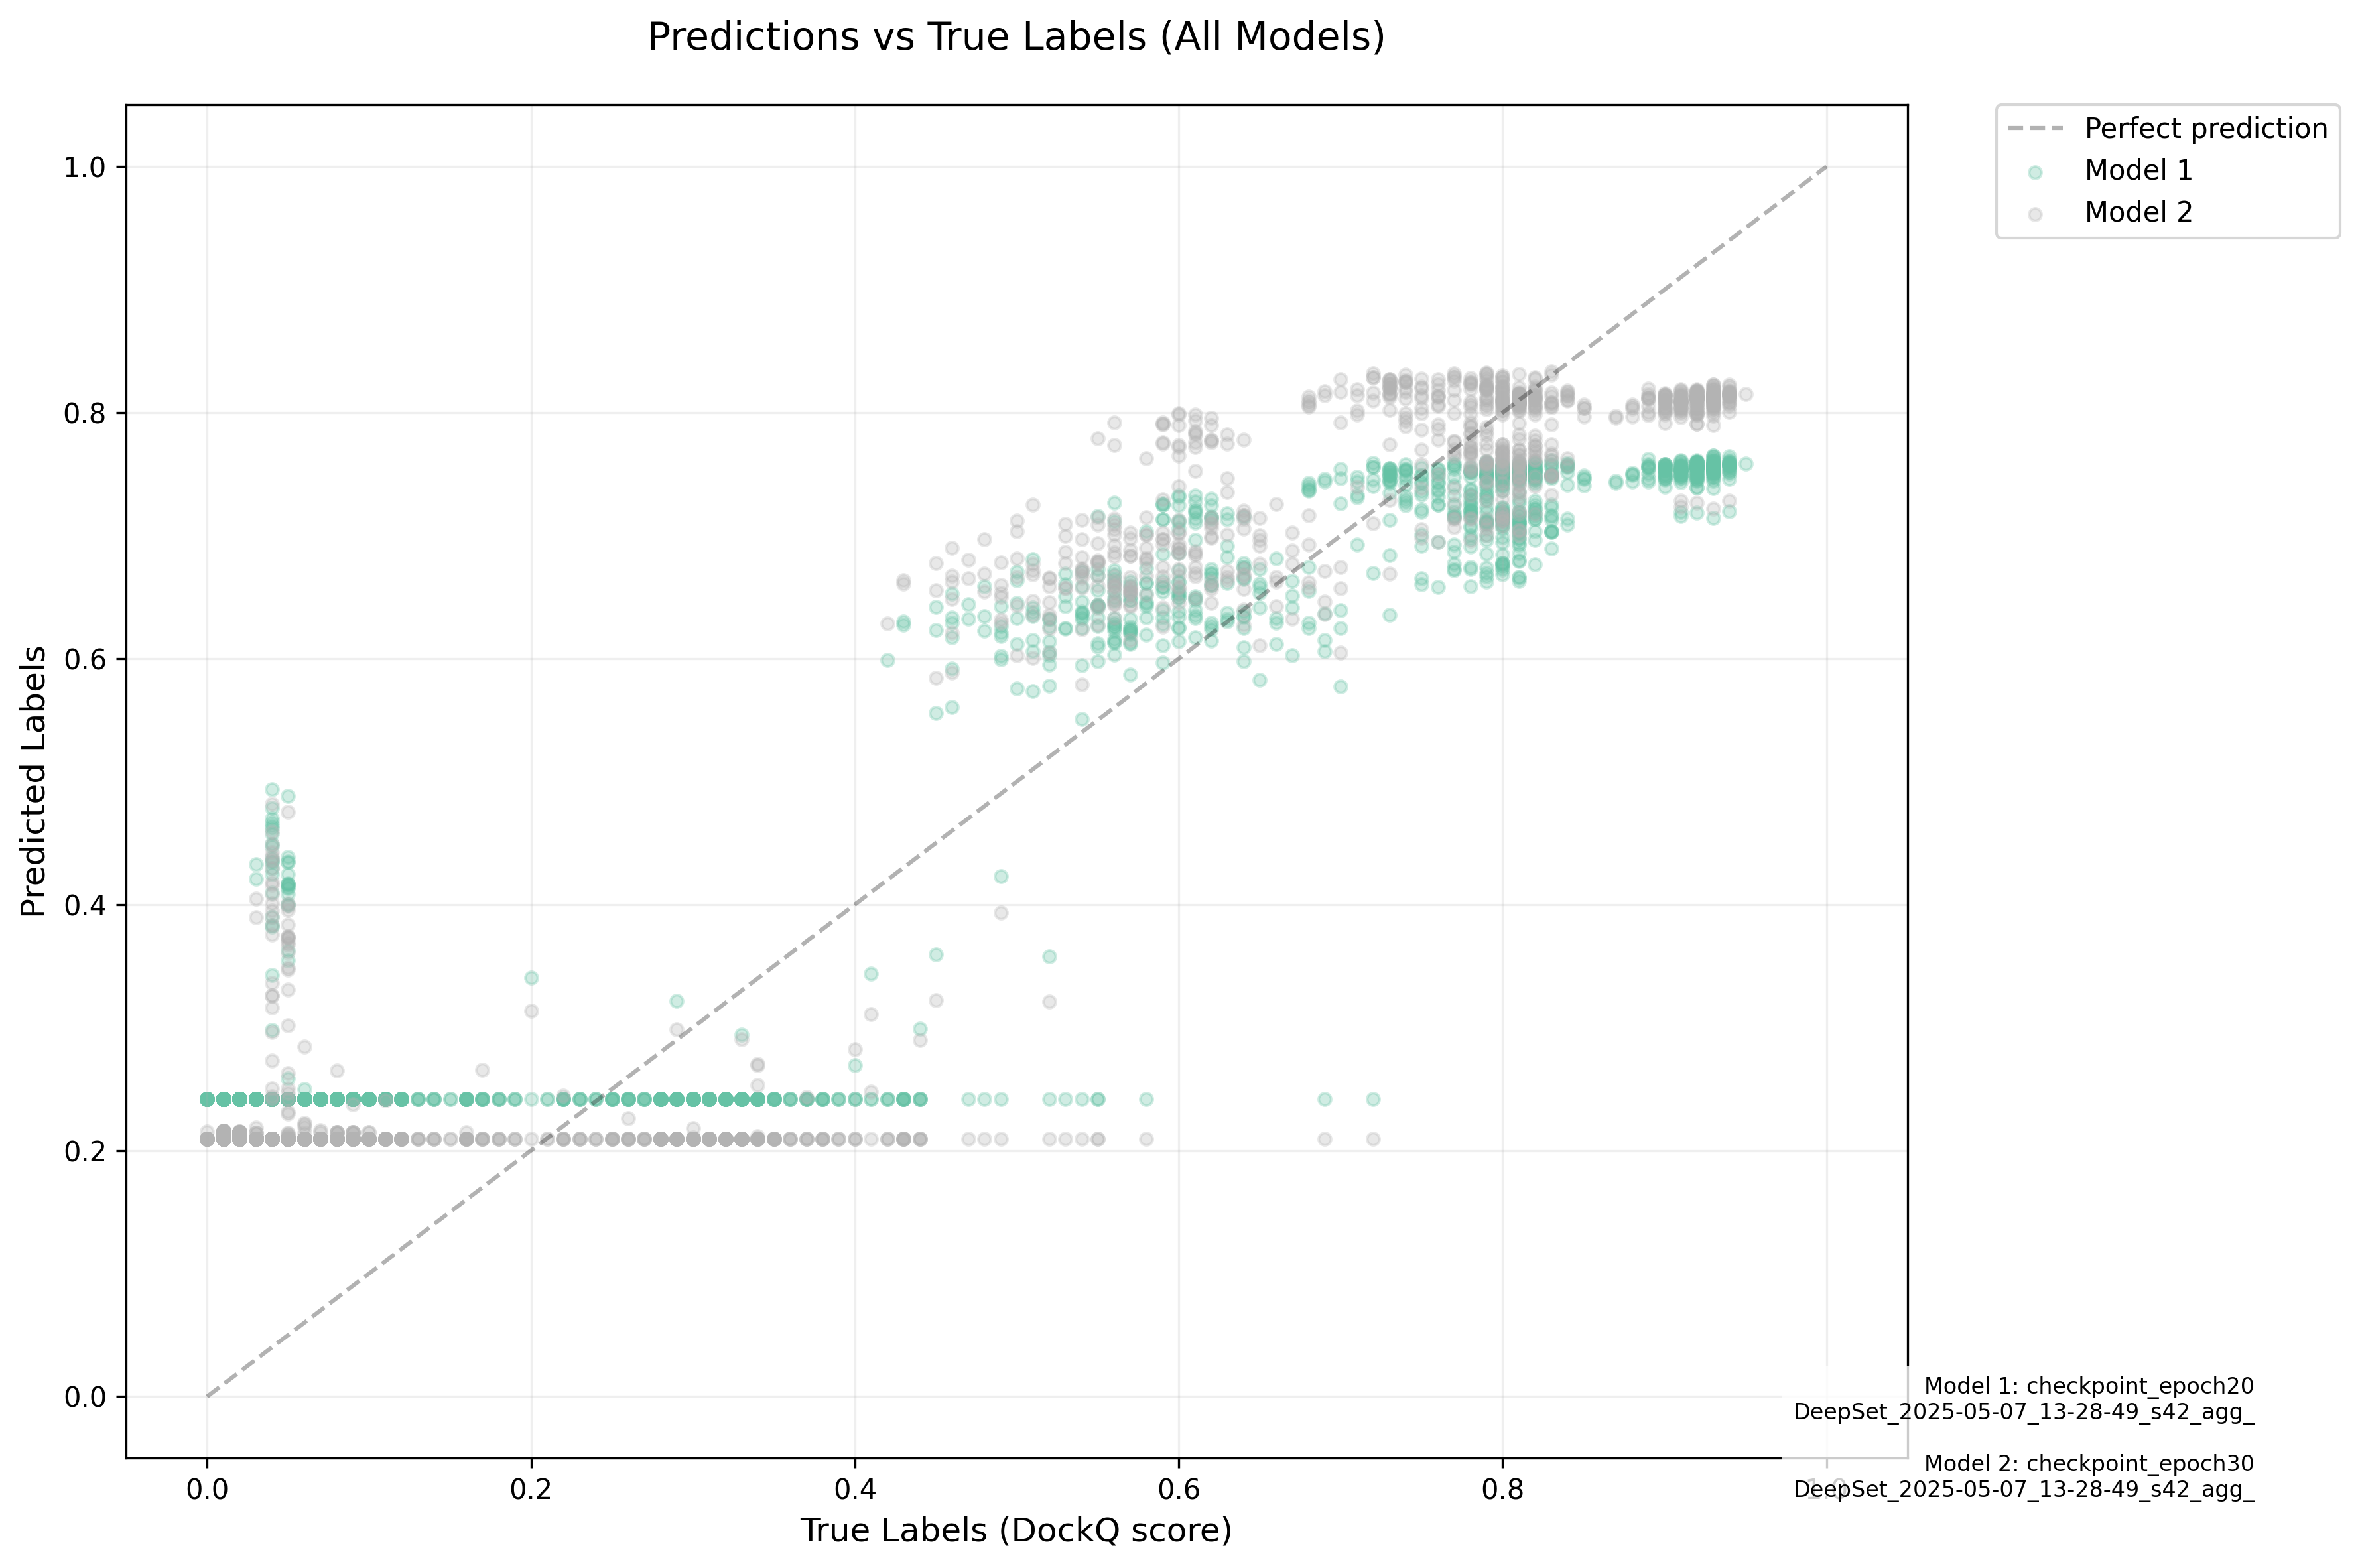 Predictions vs True Labels (All Models)
Perfect prediction
Model 1
Model 2
Predicted Labels
1.0
0.8
0.6
0.4
0.2
0.0
0.0
0.2
0.4
0.6
0.8
1.0
True Labels (DockQ score)
Model 1: checkpoint_epoch20
DeepSet_2025-05-07_13-28-49_s42_agg_
Model 2: checkpoint_epoch30
DeepSet_2025-05-07_13-28-49_s42_agg_